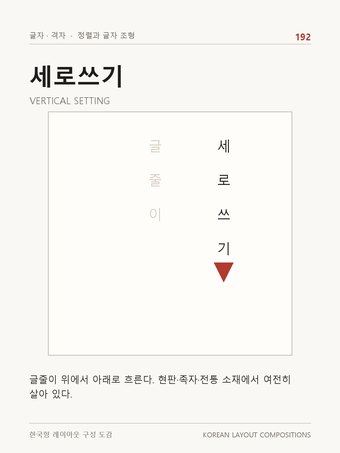 글자 · 격자 · 정렬과 글자 조형
192
세로쓰기
VERTICAL SETTING
세로쓰기
글줄이
글줄이 위에서 아래로 흐른다. 현판·족자·전통 소재에서 여전히
살아 있다.
한국형 레이아웃 구성 도감
KOREAN LAYOUT COMPOSITIONS